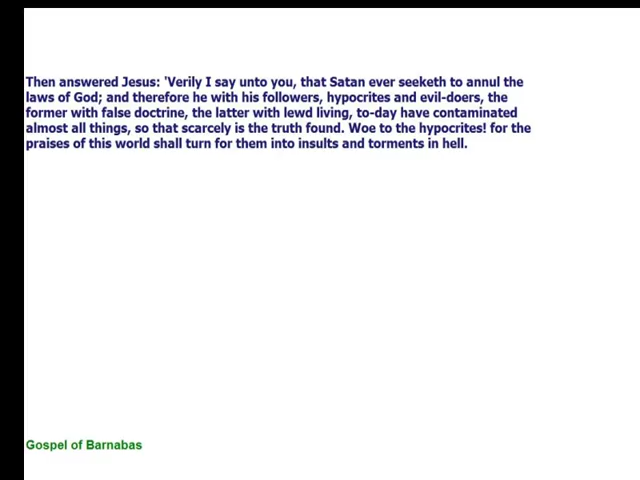 Then answered Jesus: 'Verily I say unto you, that Satan ever seeketh to annul the
laws of God; and therefore he with his followers, hypocrites and evil-doers, the
former with false doctrine, the latter with lewd living, to-day have contaminated
almost all things, so that scarcely is the truth found. Woe to the hypocrites! for the
praises of this world shall turn for them into insults and torments in hell.
Gospel of Barnabas